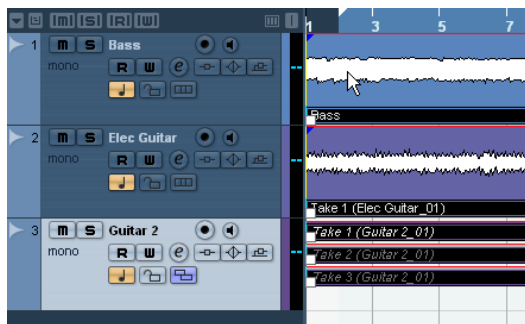 m S R W
1 3 5 7
1 m S Bass
mono R W e
Bass
2 m S Elec Guitar
mono R W e
Take 1 (Elec Guitar_01)
3 m S Guitar 2
mono R W e
Take 1 (Guitar 2_01)
Take 2 (Guitar 2_01)
Take 3 (Guitar 2_01)